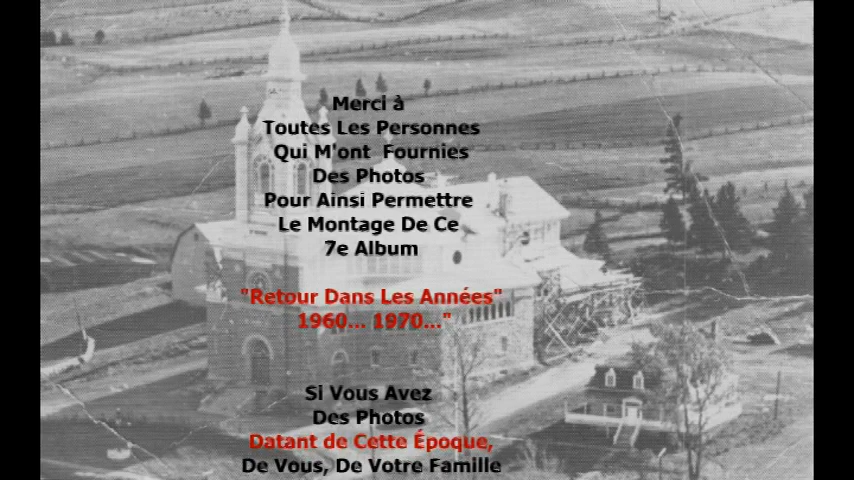 Merci à
Toutes Les Personnes
Qui M'ont Fournies
Des Photos
Pour Ainsi Permettre
Le Montage De Ce
7e Album
"Retour Dans Les Années"
1960... 1970..."
Si Vous Avez
Des Photos
Datant de Cette Époque,
De Vous, De Votre Famille